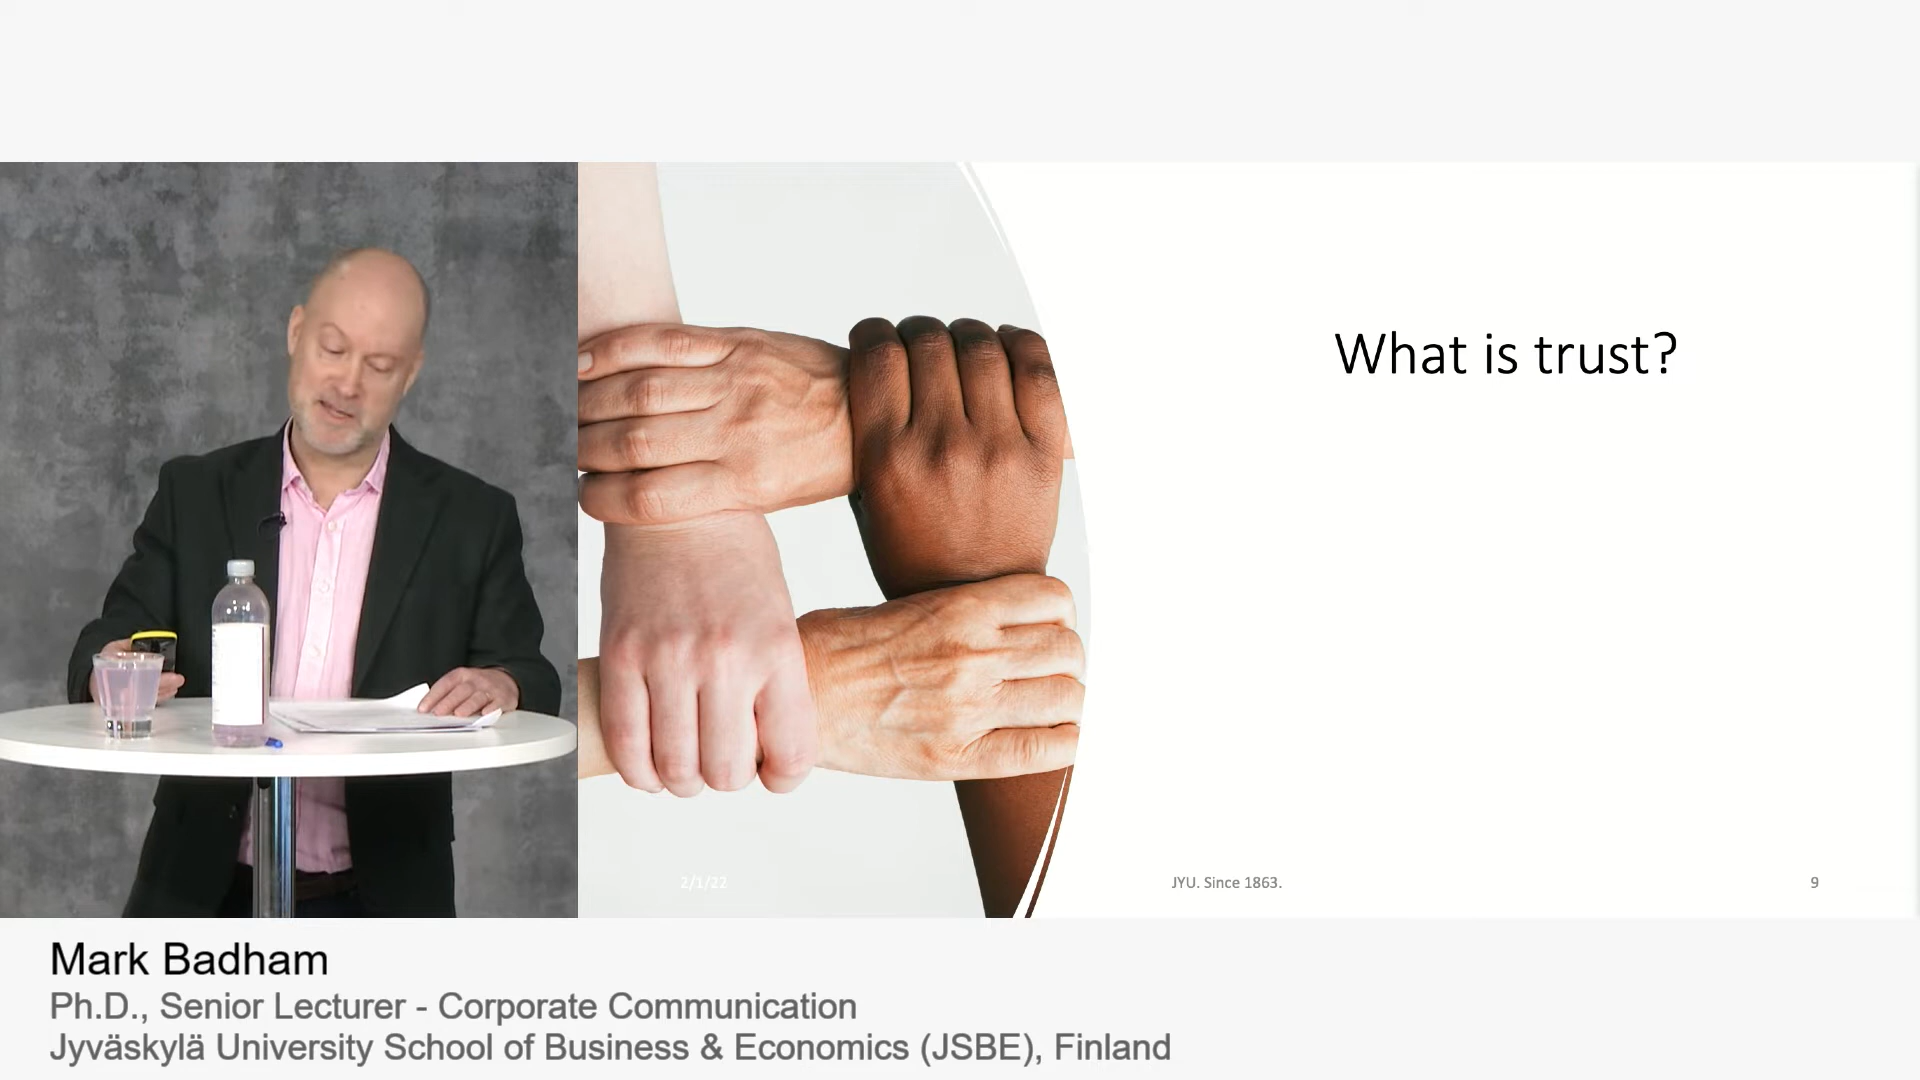 What is trust?
2/1/22
JYU. Since 1863.
9
Mark Badham
Ph.D., Senior Lecturer - Corporate Communication
Jyväskylä University School of Business & Economics (JSBE), Finland